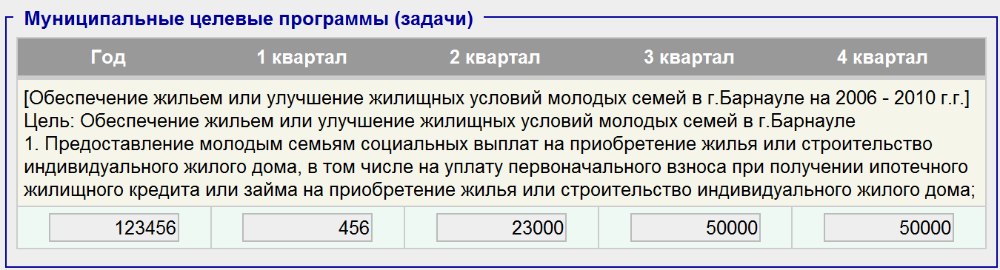 Муниципальные целевые программы (задачи)
Год 1 квартал 2 квартал 3 квартал 4 квартал
[Обеспечение жильем или улучшение жилищных условий молодых семей в г.Барнауле на 2006 - 2010 г.г.]
Цель: Обеспечение жильем или улучшение жилищных условий молодых семей в г.Барнауле
1. Предоставление молодым семьям социальных выплат на приобретение жилья или строительство
индивидуального жилого дома, в том числе на уплату первоначального взноса при получении ипотечного
жилищного кредита или займа на приобретение жилья или строительство индивидуального жилого дома;
123456 456 23000 50000 50000